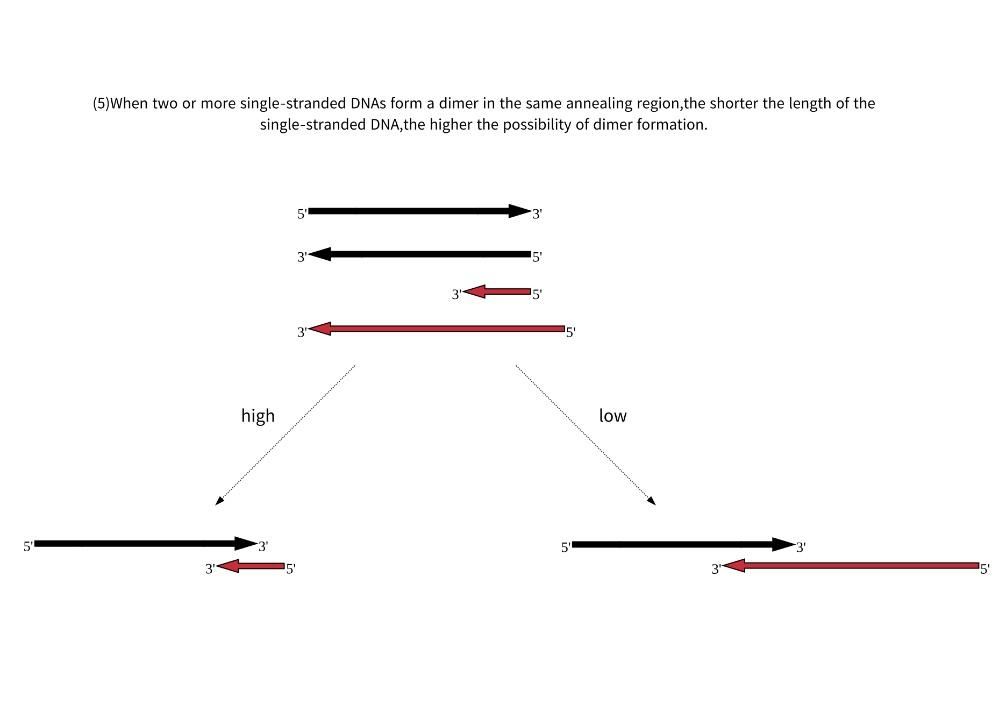 (5)When two or more single-stranded DNAs form a dimer in the same annealing region,the shorter the length of the
single-stranded DNA,the higher the possibility of dimer formation.
5' 3'
3' 5'
3' 5'
3' 5'
high low
5' 3' 5' 3'
3' 5' 3' 5'